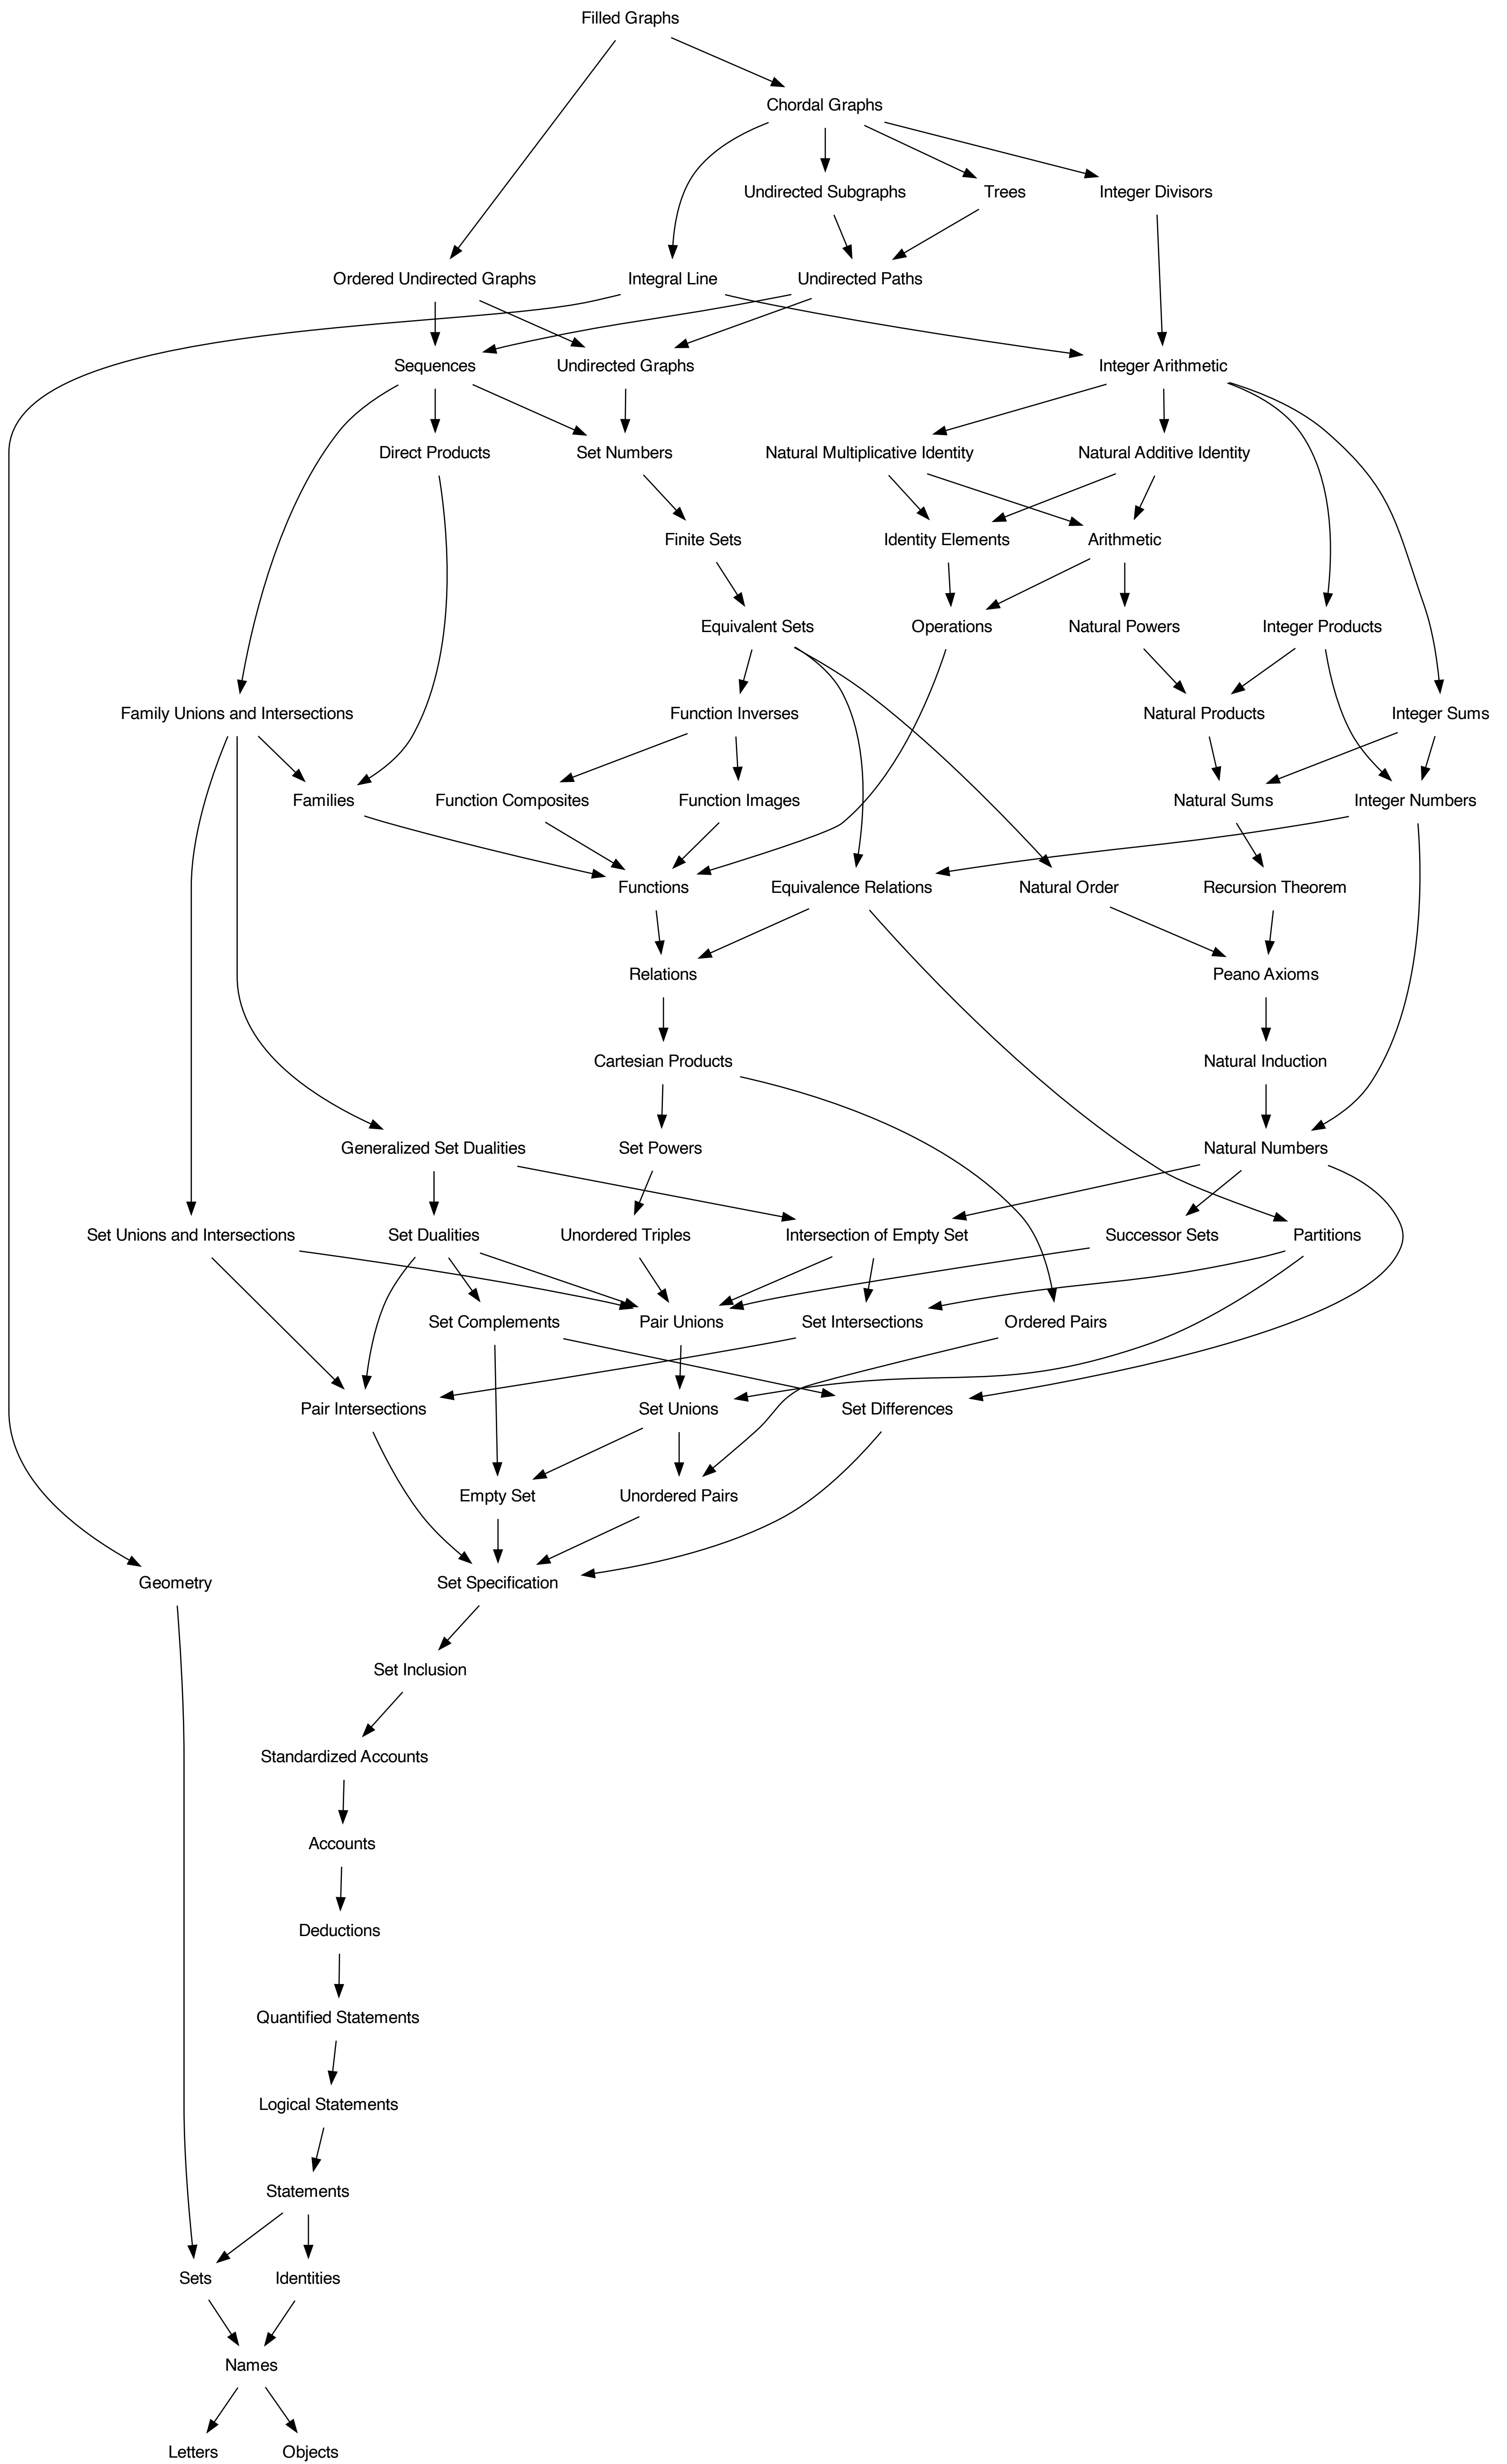 Filled Graphs
Chordal Graphs
Undirected Subgraphs
Trees
Integer Divisors
Ordered Undirected Graphs
Integral Line
Undirected Paths
Sequences
Undirected Graphs
Integer Arithmetic
Direct Products
Set Numbers
Natural Multiplicative Identity
Natural Additive Identity
Finite Sets
Identity Elements
Arithmetic
Equivalent Sets
Operations
Natural Powers
Integer Products
Family Unions and Intersections
Function Inverses
Natural Products
Integer Sums
Families
Function Composites
Function Images
Natural Sums
Integer Numbers
Functions
Equivalence Relations
Natural Order
Recursion Theorem
Relations
Peano Axioms
Cartesian Products
Natural Induction
Generalized Set Dualities
Set Powers
Natural Numbers
Set Unions and Intersections
Set Dualities
Unordered Triples
Intersection of Empty Set
Successor Sets
Partitions
Set Complements
Pair Unions
Set Intersections
Ordered Pairs
Pair Intersections
Set Unions
Set Differences
Empty Set
Unordered Pairs
Geometry
Set Specification
Set Inclusion
Standardized Accounts
Accounts
Deductions
Quantified Statements
Logical Statements
Statements
Sets
Identities
Names
Letters
Objects